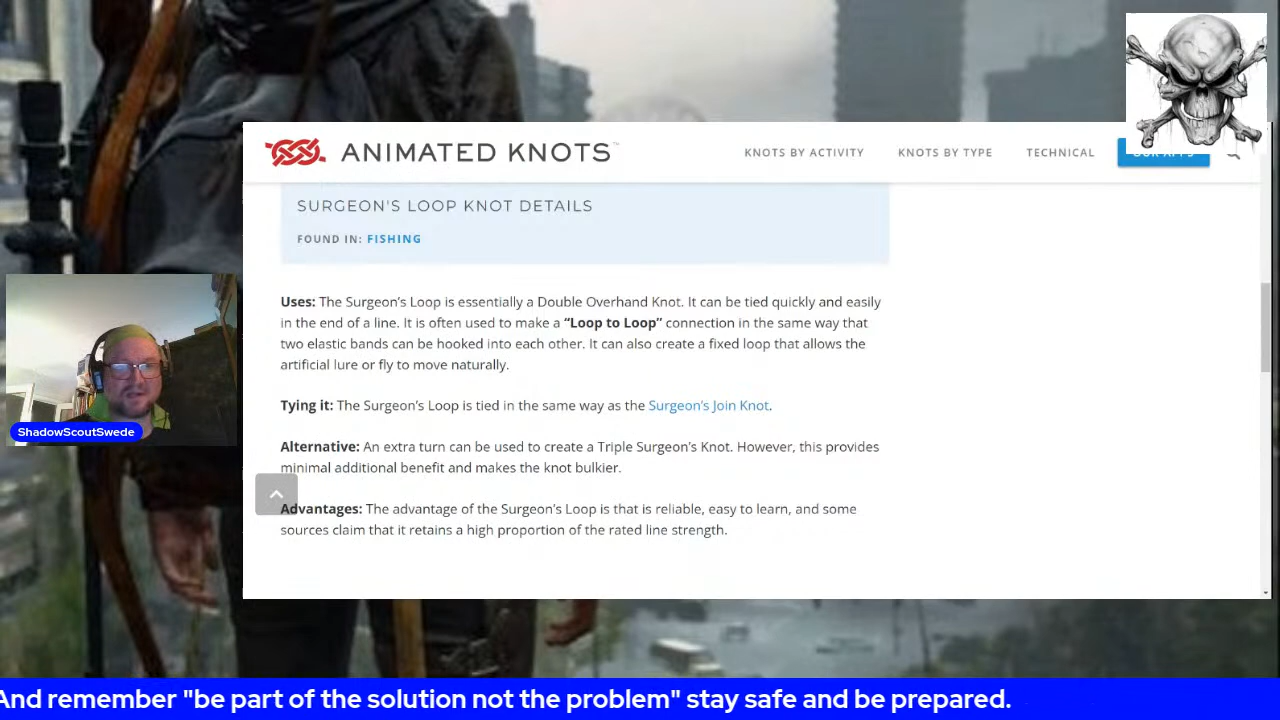 ANIMATED KNOTS™
KNOTS BY ACTIVITY
KNOTS BY TYPE
TECHNICAL
SURGEON'S LOOP KNOT DETAILS
FOUND IN: FISHING
Uses: The Surgeon's Loop is essentially a Double Overhand Knot. It can be tied quickly and easily
in the end of a line. It is often used to make a “Loop to Loop” connection in the same way that
two elastic bands can be hooked into each other. It can also create a fixed loop that allows the
artificial lure or fly to move naturally.
Tying it: The Surgeon's Loop is tied in the same way as the Surgeon's Join Knot.
Alternative: An extra turn can be used to create a Triple Surgeon's Knot. However, this provides
minimal additional benefit and makes the knot bulkier.
Advantages: The advantage of the Surgeon's Loop is that is reliable, easy to learn, and some
sources claim that it retains a high proportion of the rated line strength.
ShadowScoutSwede
And remember "be part of the solution not the problem" stay safe and be prepared.